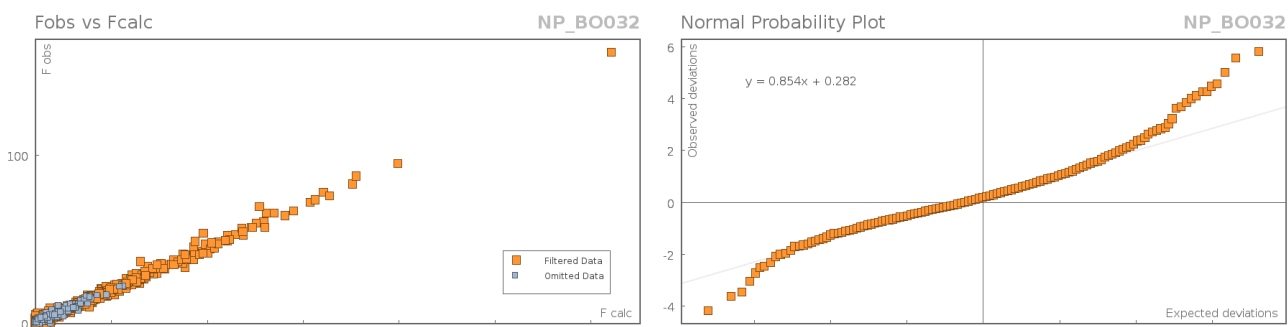 Fobs vs Fcalc
NP_BO032
F obs
100
0
Filtered Data
Omitted Data
F calc
Normal Probability Plot
NP_BO032
Observed deviations
6
4
2
0
-2
-4
y = 0.854x + 0.282
Expected deviations